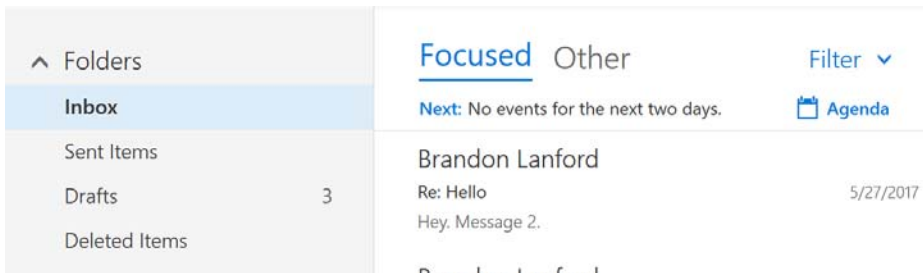 Folders
Inbox
Sent Items
Drafts 3
Deleted Items
Focused Other Filter
Next: No events for the next two days. Agenda
Brandon Lanford
Re: Hello 5/27/2017
Hey. Message 2.